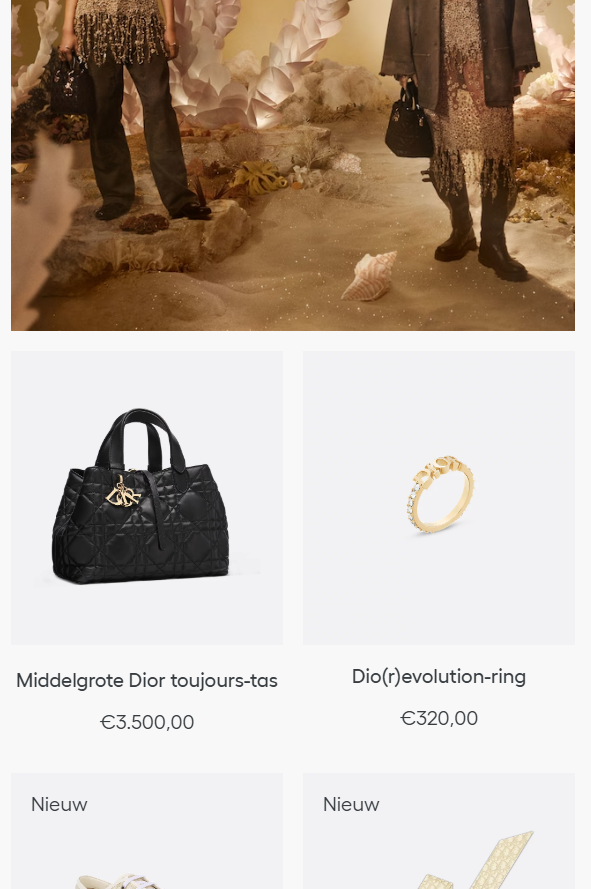 Middelgrote Dior toujours-tas
€3.500,00
Dio(r)evolution-ring
€320,00
Nieuw
Nieuw